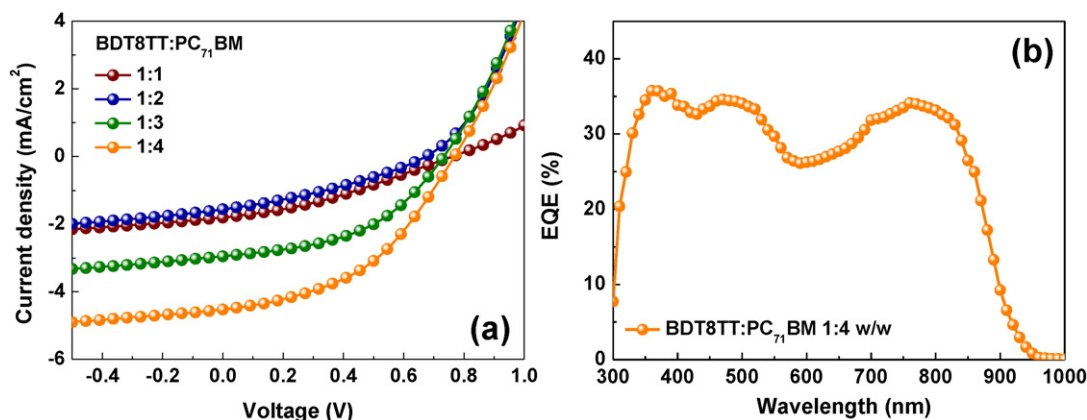 BDT8TT:PC₇₁BM
1:1
1:2
1:3
1:4
Current density (mA/cm²)
4
2
0
-2
-4
-6
-0.4 -0.2 0.0 0.2 0.4 0.6 0.8 1.0
Voltage (V)
(a)
(b)
EQE (%)
40
30
20
10
0
BDT8TT:PC₇₁BM 1:4 w/w
300 400 500 600 700 800 900 1000
Wavelength (nm)